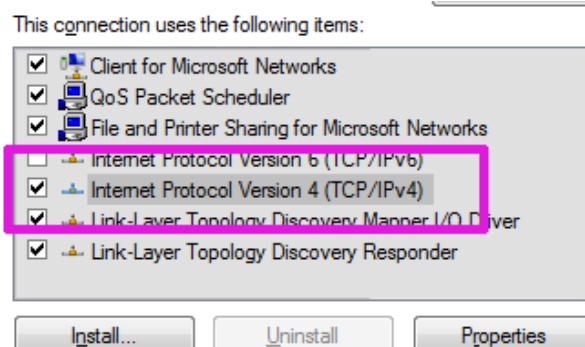 This connection uses the following items:
Client for Microsoft Networks
QoS Packet Scheduler
File and Printer Sharing for Microsoft Networks
Internet Protocol Version 6 (TCP/IPv6)
Internet Protocol Version 4 (TCP/IPv4)
Link-Layer Topology Discovery Mapper I/O Driver
Link-Layer Topology Discovery Responder
Install... Uninstall Properties